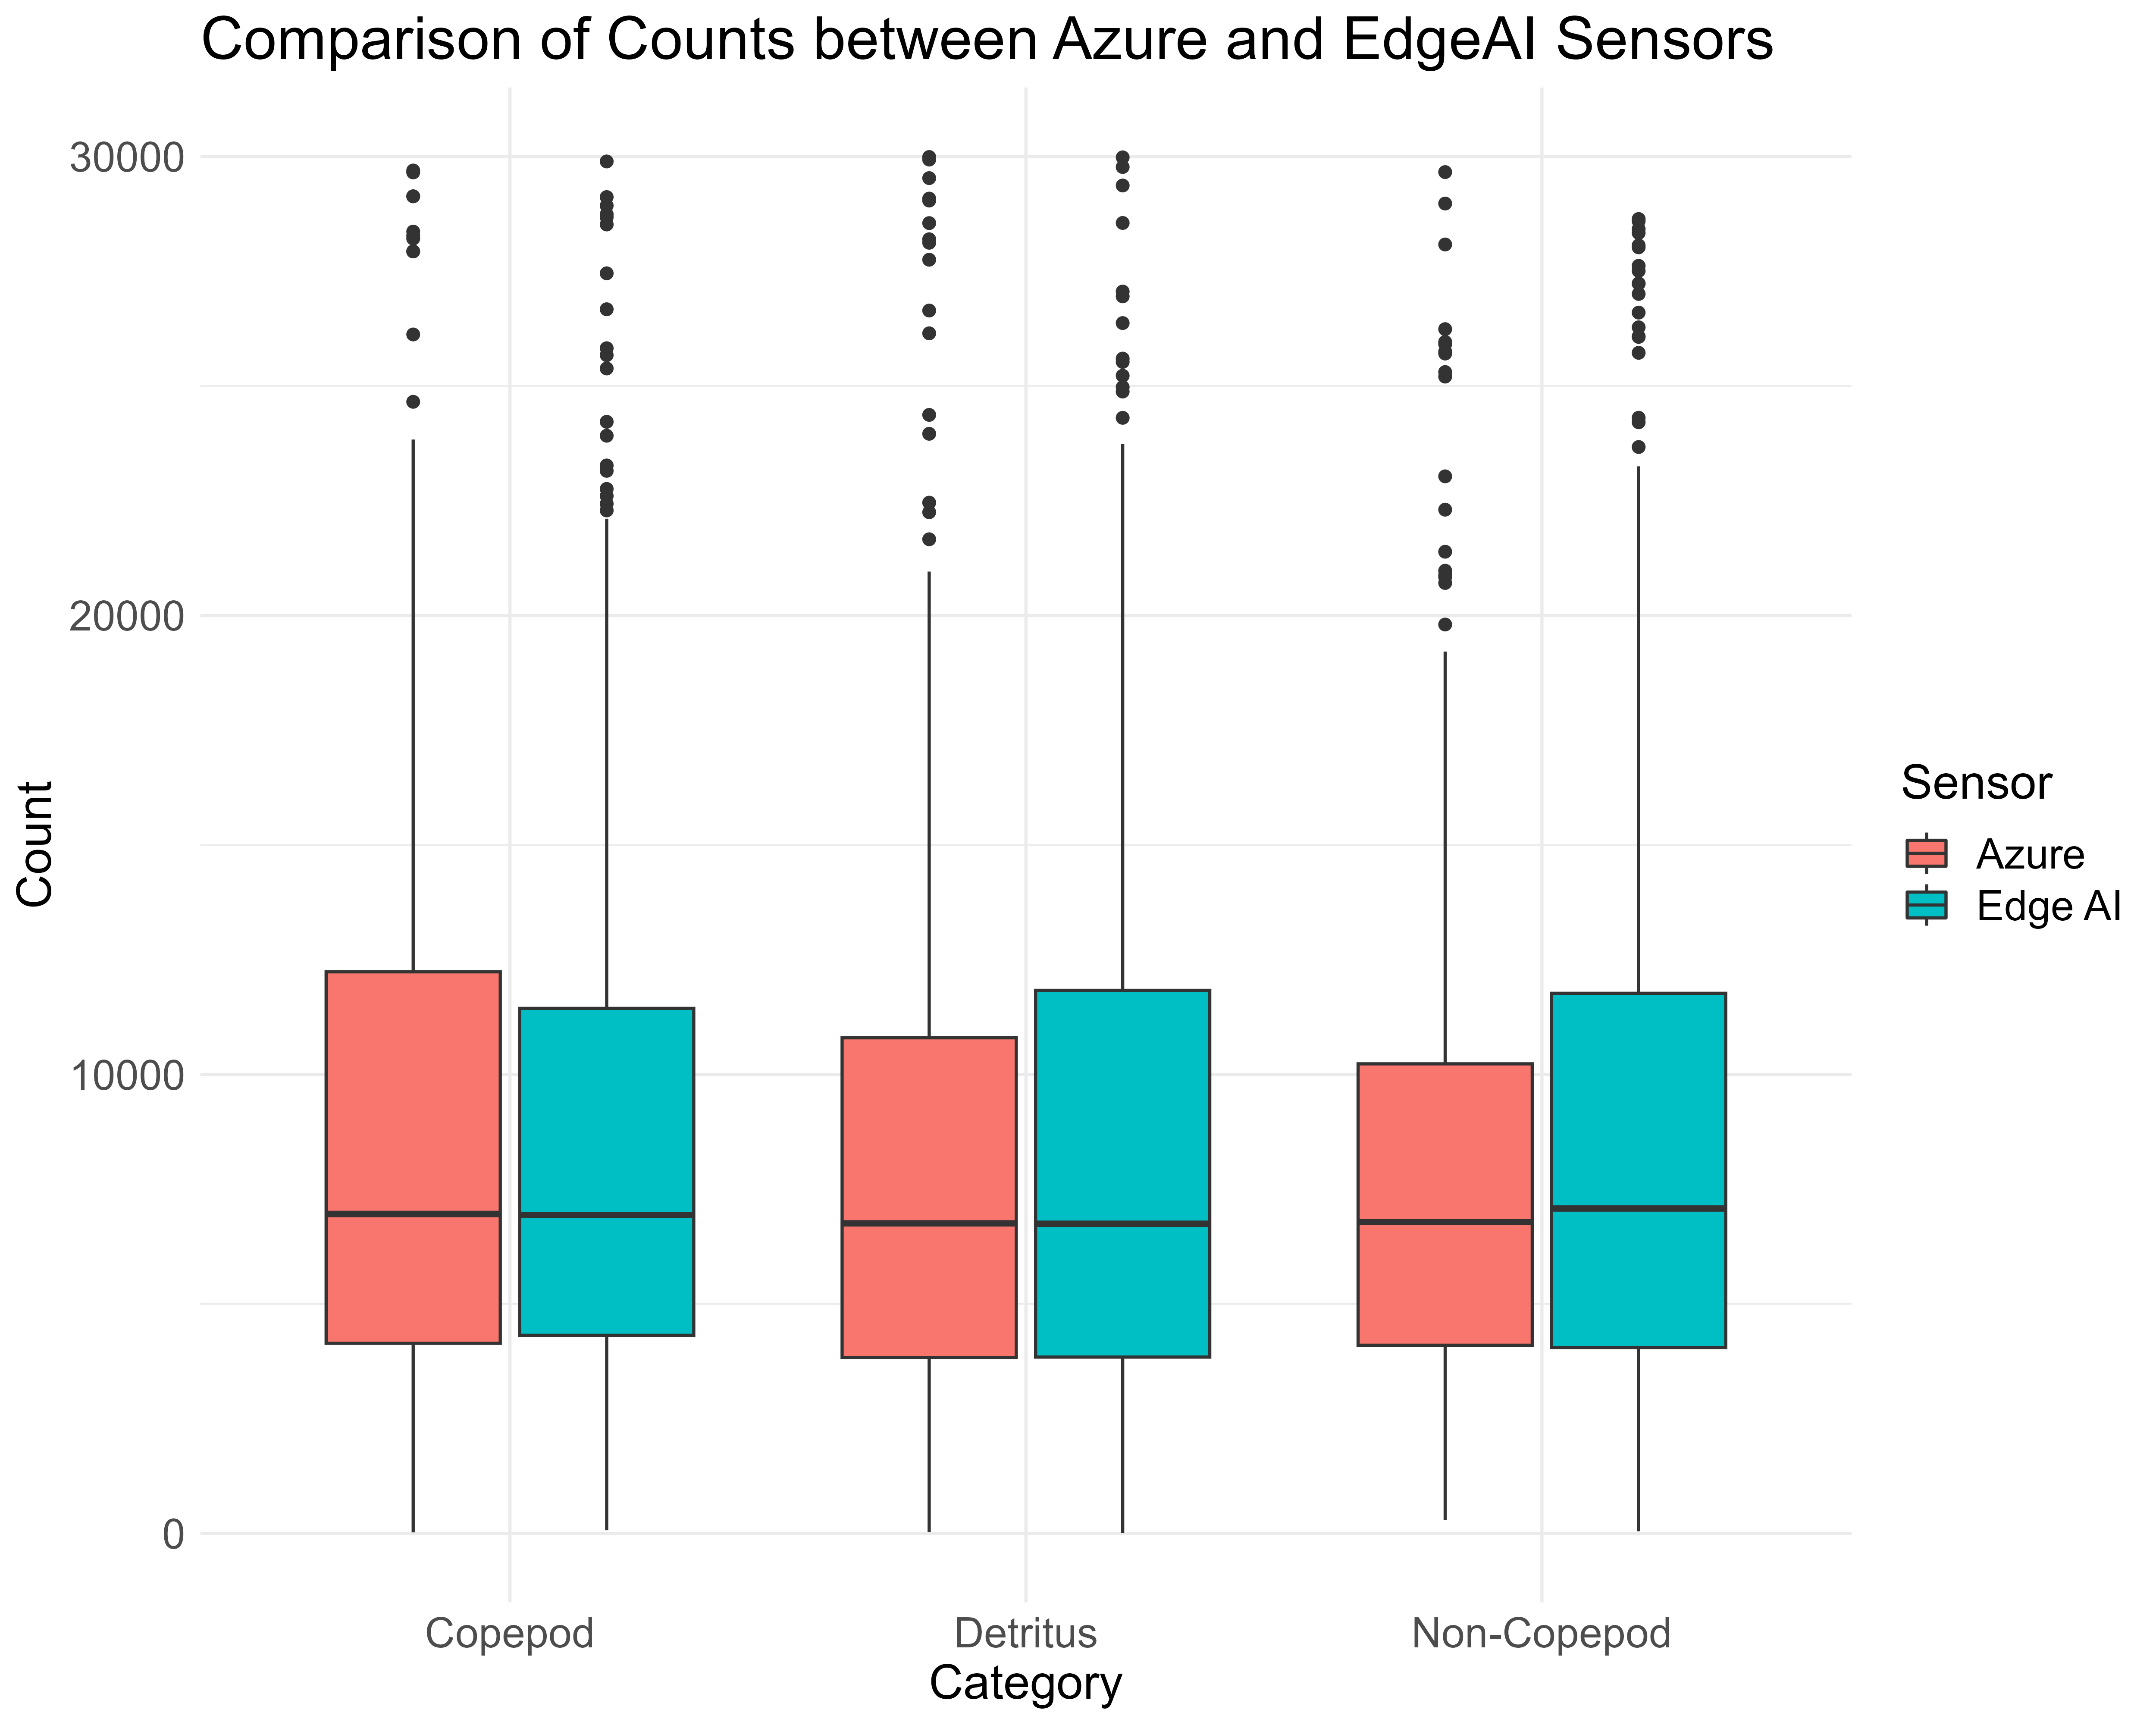 Comparison of Counts between Azure and EdgeAI Sensors
30000
20000
10000
0
Count
Copepod
Detritus
Non-Copepod
Category
Sensor
Azure
Edge AI